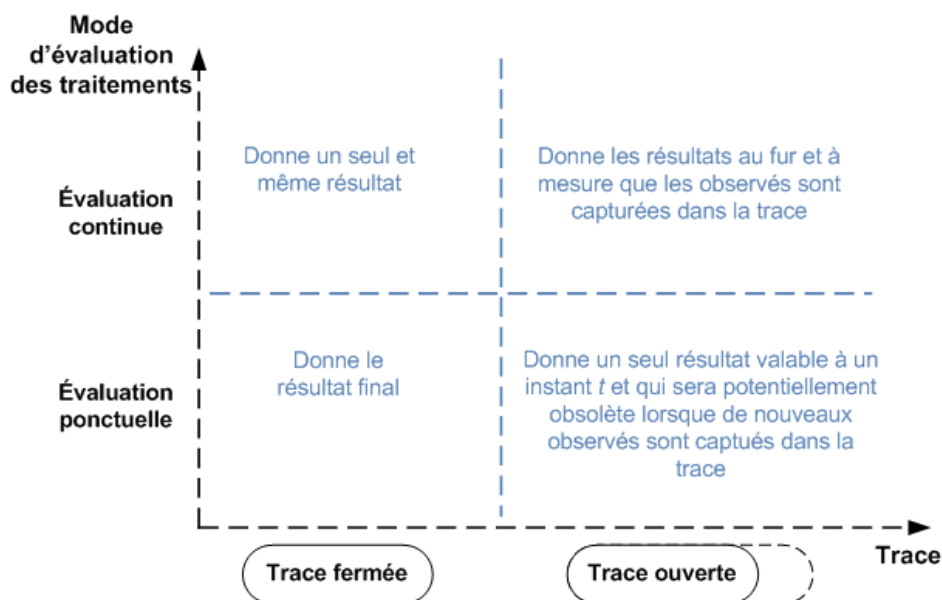 Mode
d'évaluation
des traitements
Donne un seul et
même résultat
Donne les résultats au fur et à
mesure que les observés sont
capturées dans la trace
Évaluation
continue
Donne le
résultat final
Donne un seul résultat valable à un
instant t et qui sera potentiellement
obsolète lorsque de nouveaux
observés sont captués dans la
trace
Évaluation
ponctuelle
Trace fermée
Trace ouverte
Trace